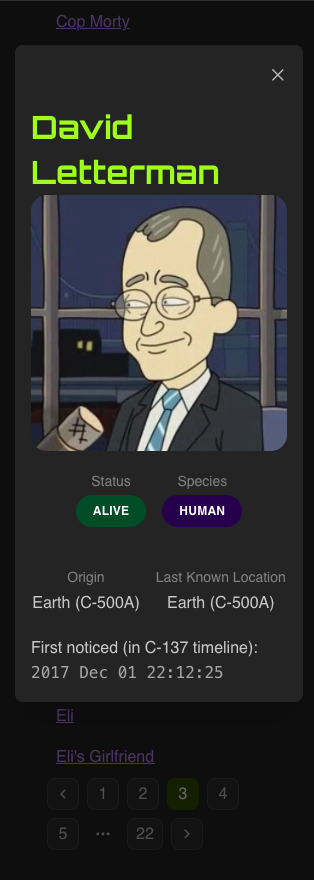 Cop Morty
David
Letterman
Status
Species
ALIVE
HUMAN
Origin
Last Known Location
Earth (C-500A)
Earth (C-500A)
First noticed (in C-137 timeline):
2017 Dec 01 22:12:25
Eli
Eli's Girlfriend
1
2
3
4
5
•••
22